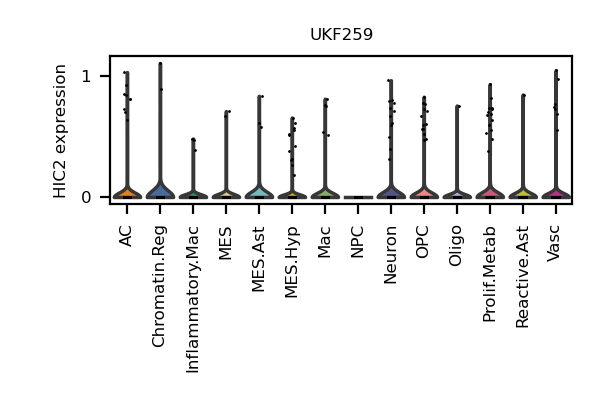 UKF259
HIC2 expression
1
0
AC
Chromatin.Reg
Inflammatory.Mac
MES
MES.Ast
MES.Hyp
Mac
NPC
Neuron
OPC
Oligo
Prolif.Metab
Reactive.Ast
Vasc